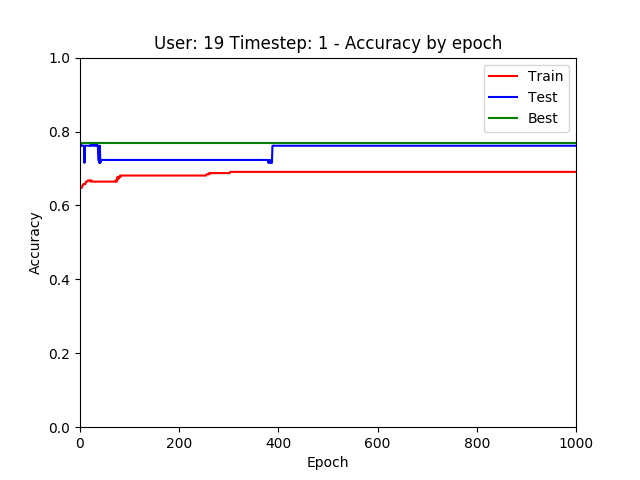 User: 19 Timestep: 1 - Accuracy by epoch
1.0
0.8
0.6
0.4
0.2
0.0
Accuracy
Train
Test
Best
0 200 400 600 800 1000
Epoch